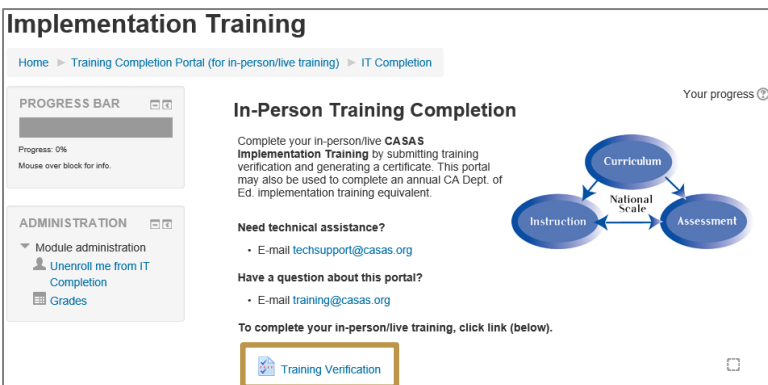 Implementation Training
Home ► Training Completion Portal (for in-person/live training) ► IT Completion
PROGRESS BAR
Progress: 0%
Mouse over block for info.
ADMINISTRATION
Module administration
Unenroll me from IT
Completion
Grades
Your progress
In-Person Training Completion
Complete your in-person/live CASAS
Implementation Training by submitting training
verification and generating a certificate. This portal
may also be used to complete an annual CA Dept. of
Ed. implementation training equivalent.
Need technical assistance?
• E-mail techsupport@casas.org
Have a question about this portal?
• E-mail training@casas.org
To complete your in-person/live training, click link (below).
Training Verification
Curriculum
National
Scale
Instruction
Assessment